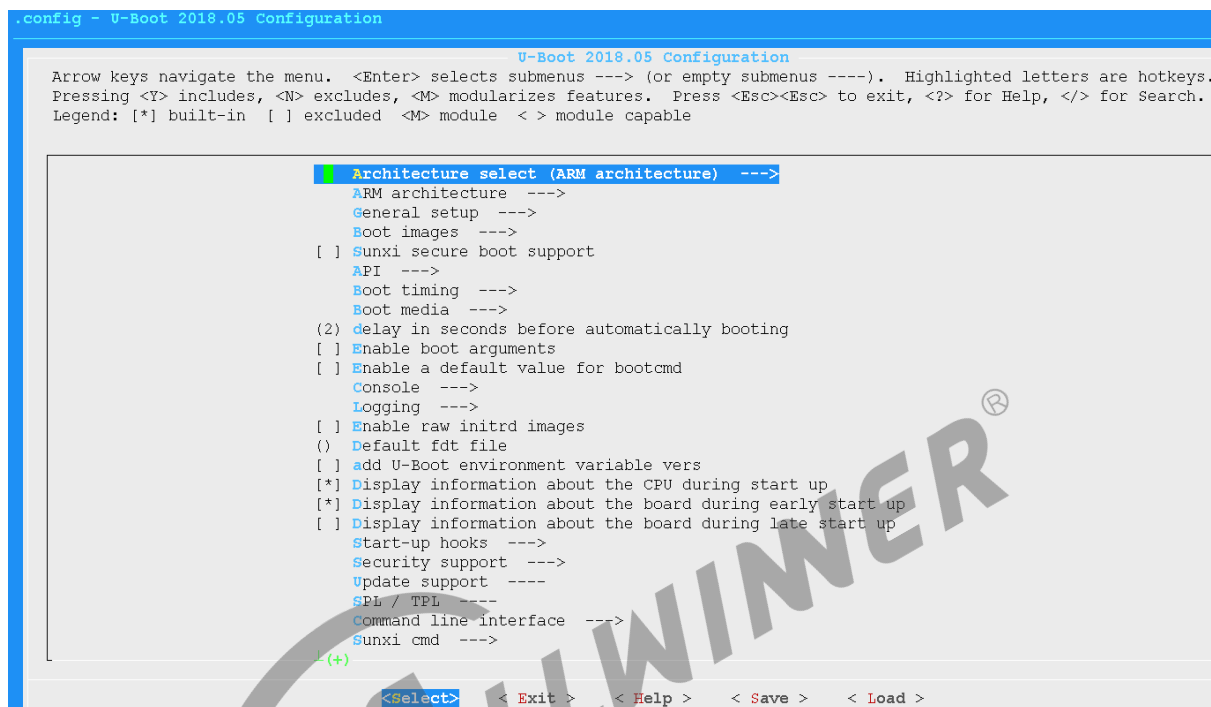 .config - U-Boot 2018.05 Configuration
U-Boot 2018.05 Configuration
Arrow keys navigate the menu.  <Enter> selects submenus ---> (or empty submenus ----).  Highlighted letters are hotkeys.
Pressing <Y> includes, <N> excludes, <M> modularizes features.  Press <Esc><Esc> to exit, <?> for Help, </> for Search.
Legend: [*] built-in  [ ] excluded  <M> module  < > module capable
Architecture select (ARM architecture)  --->
ARM architecture  --->
General setup  --->
Boot images  --->
[ ] Sunxi secure boot support
API  --->
Boot timing  --->
Boot media  --->
(2) delay in seconds before automatically booting
[ ] Enable boot arguments
[ ] Enable a default value for bootcmd
Console  --->
Logging  --->
[ ] Enable raw initrd images
()  Default fdt file
[ ] add U-Boot environment variable vers
[*] Display information about the CPU during start up
[*] Display information about the board during early start up
[ ] Display information about the board during late start up
Start-up hooks  --->
Security support  --->
Update support  ----
SPL / TPL  ----
Command line interface  --->
Sunxi cmd  --->
(+)
<Select>    < Exit >    < Help >    < Save >    < Load >
WINNER®